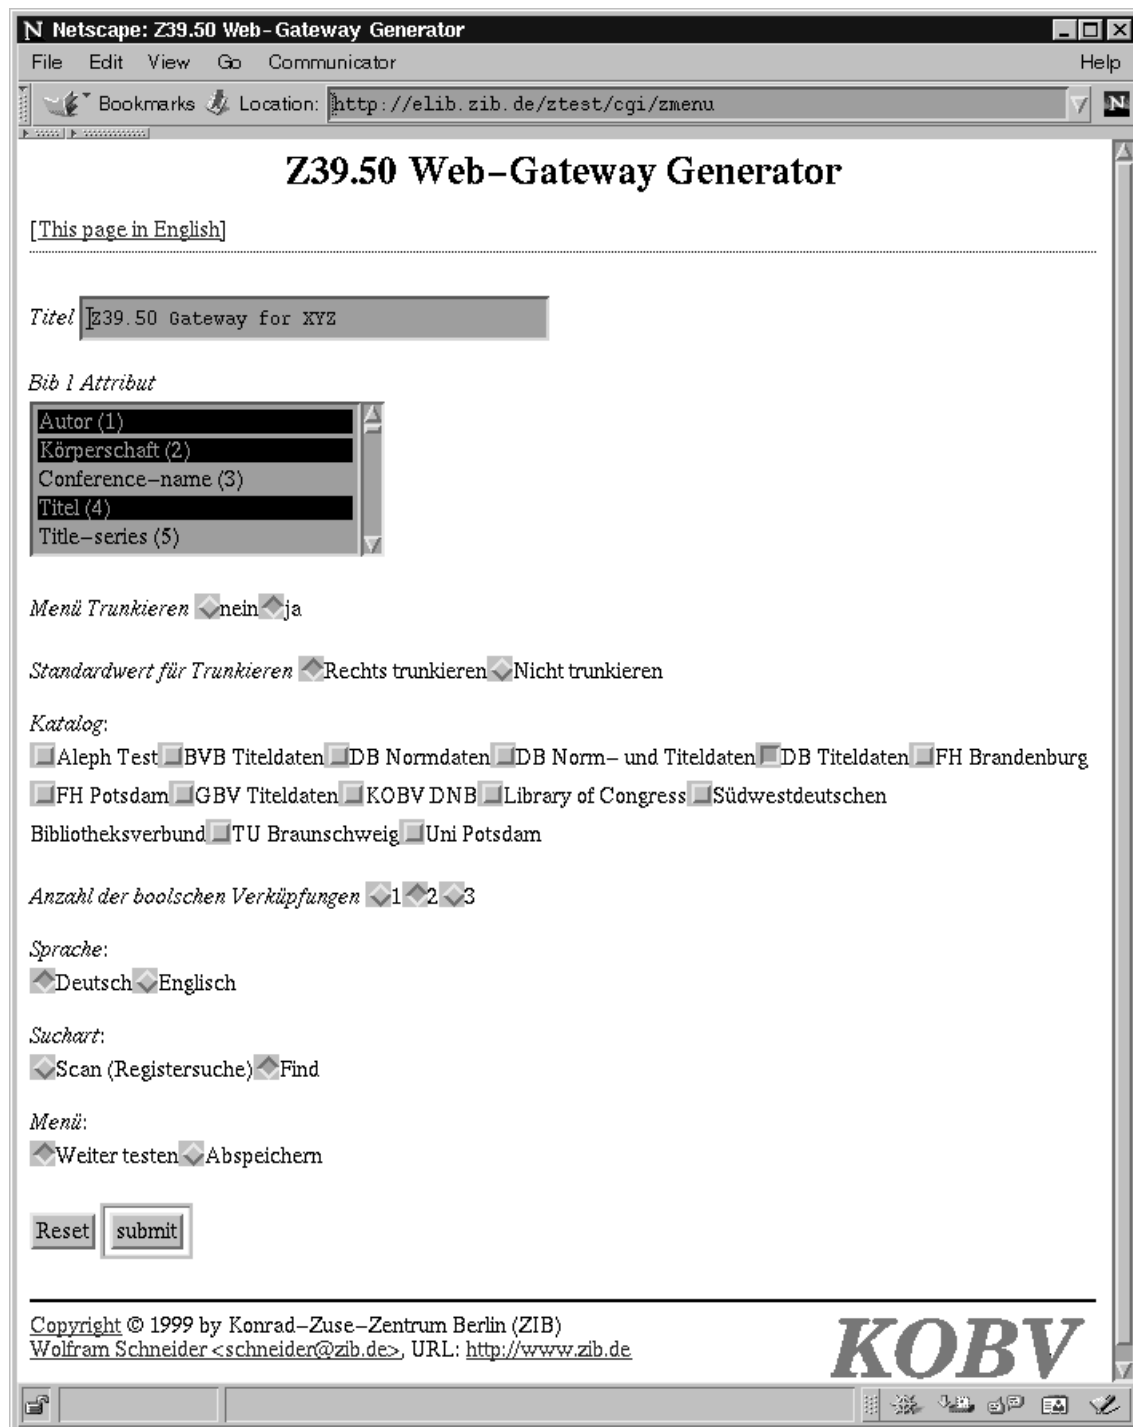 N Netscape: Z39.50 Web-Gateway Generator
File Edit View Go Communicator Help
Bookmarks Location: http://elib.zib.de/ztest/cgi/zmenu N
Z39.50 Web-Gateway Generator
[This page in English]
Titel Z39.50 Gateway for XYZ
Bib 1 Attribut
Autor (1)
Körperschaft (2)
Conference-name (3)
Titel (4)
Title-series (5)
Menü Trunkieren nein ja
Standardwert für Trunkieren Rechts trunkieren Nicht trunkieren
Katalog:
Aleph Test BVB Titeldaten DB Normdaten DB Norm- und Titeldaten DB Titeldaten FH Brandenburg
FH Potsdam GBV Titeldaten KOBV DNB Library of Congress Südwestdeutschen
Bibliotheksverbund TU Braunschweig Uni Potsdam
Anzahl der boolschen Verküpfungen 1 2 3
Sprache:
Deutsch Englisch
Suchart:
Scan (Registersuche) Find
Menü:
Weiter testen Abspeichern
Reset submit
Copyright © 1999 by Konrad-Zuse-Zentrum Berlin (ZIB)
Wolfram Schneider <schneider@zib.de>, URL: http://www.zib.de
KOBV